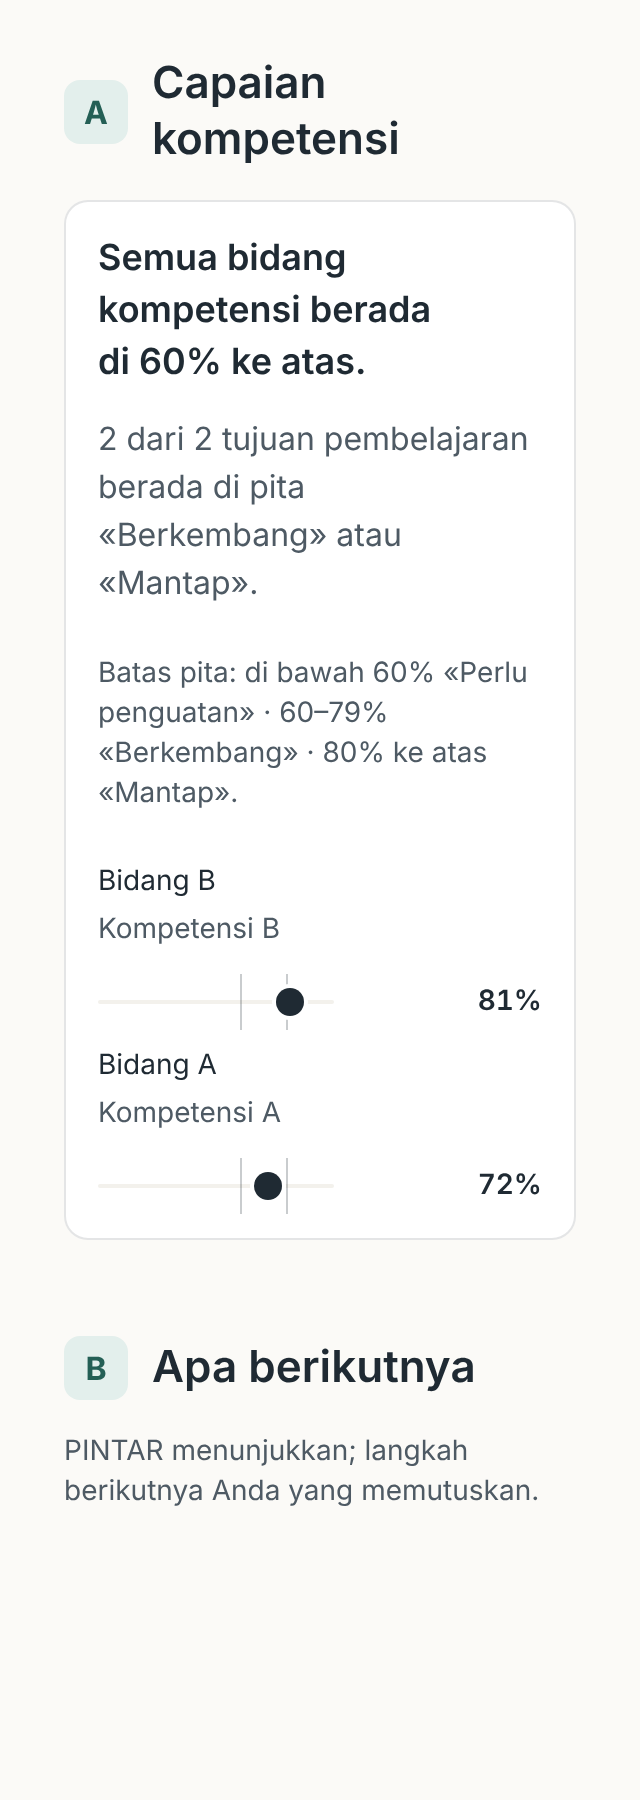 A
Capaian
kompetensi
Semua bidang
kompetensi berada
di 60% ke atas.
2 dari 2 tujuan pembelajaran
berada di pita
«Berkembang» atau
«Mantap».
Batas pita: di bawah 60% «Perlu
penguatan» · 60–79%
«Berkembang» · 80% ke atas
«Mantap».
Bidang B
Kompetensi B
81%
Bidang A
Kompetensi A
72%
B
Apa berikutnya
PINTAR menunjukkan; langkah
berikutnya Anda yang memutuskan.